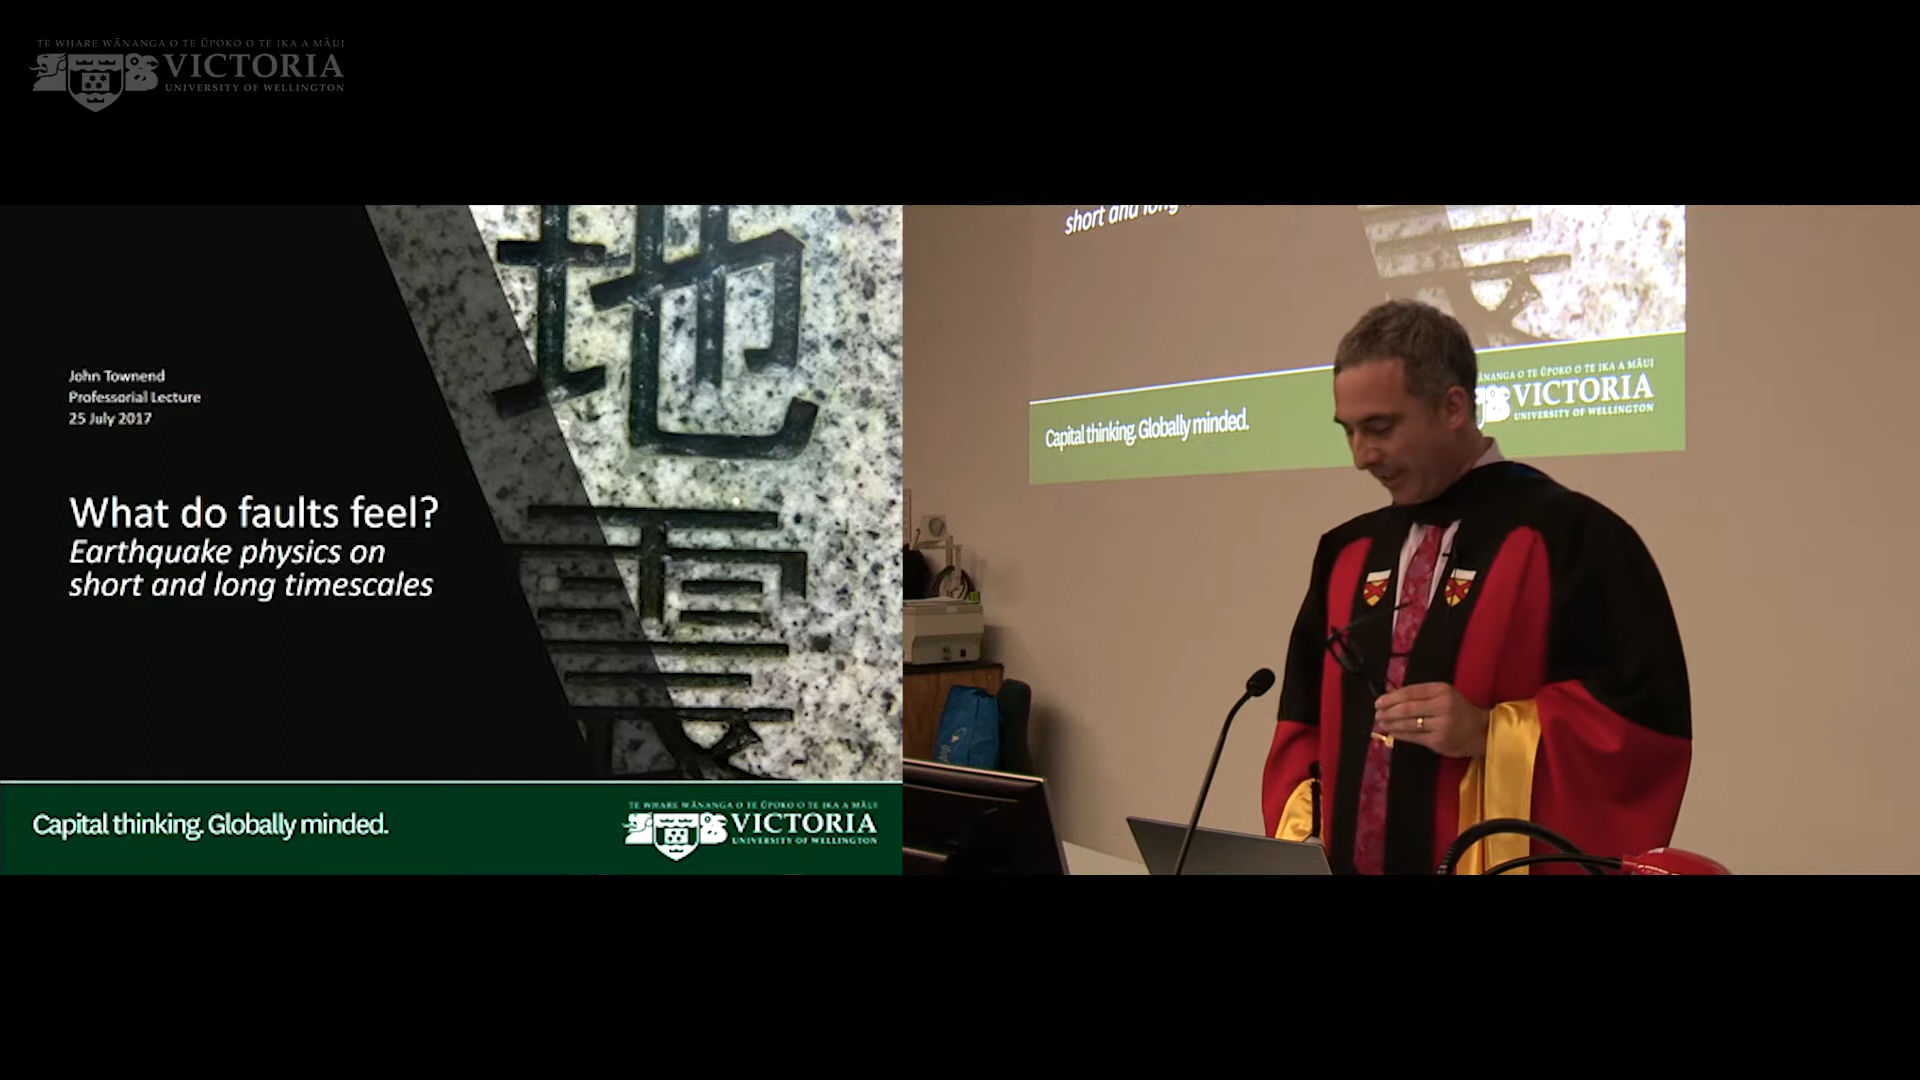 TE WHARE WĀNANGA O TE ŪPOKO O TE IKA A MĀUI
VICTORIA
UNIVERSITY OF WELLINGTON
John Townend
Professorial Lecture
25 July 2017
What do faults feel?
Earthquake physics on
short and long timescales
地
震
Capital thinking. Globally minded.
TE WHARE WĀNANGA O TE ŪPOKO O TE IKA A MĀUI
VICTORIA
UNIVERSITY OF WELLINGTON
short and long
Capital thinking. Globally minded.
ĀNANGA O TE ŪPOKO O TE IKA A MĀUI
VICTORIA
UNIVERSITY OF WELLINGTON